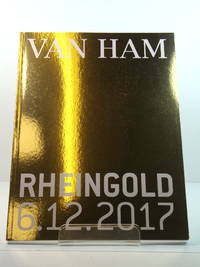 VAN HAM
RHEINGOLD
6.12.2017